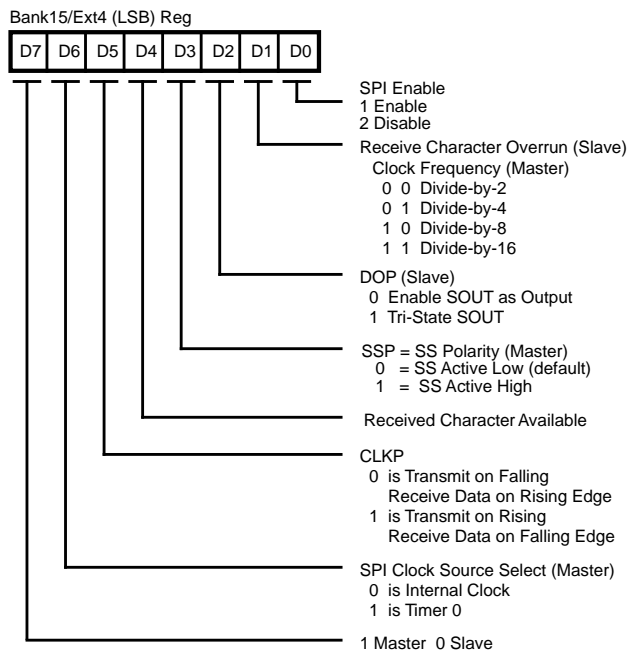 Bank15/Ext4 (LSB) Reg
D7 D6 D5 D4 D3 D2 D1 D0
SPI Enable
1 Enable
2 Disable
Receive Character Overrun (Slave)
Clock Frequency (Master)
0 0 Divide-by-2
0 1 Divide-by-4
1 0 Divide-by-8
1 1 Divide-by-16
DOP (Slave)
0 Enable SOUT as Output
1 Tri-State SOUT
SSP = SS Polarity (Master)
0 = SS Active Low (default)
1 = SS Active High
Received Character Available
CLKP
0 is Transmit on Falling
Receive Data on Rising Edge
1 is Transmit on Rising
Receive Data on Falling Edge
SPI Clock Source Select (Master)
0 is Internal Clock
1 is Timer 0
1 Master 0 Slave